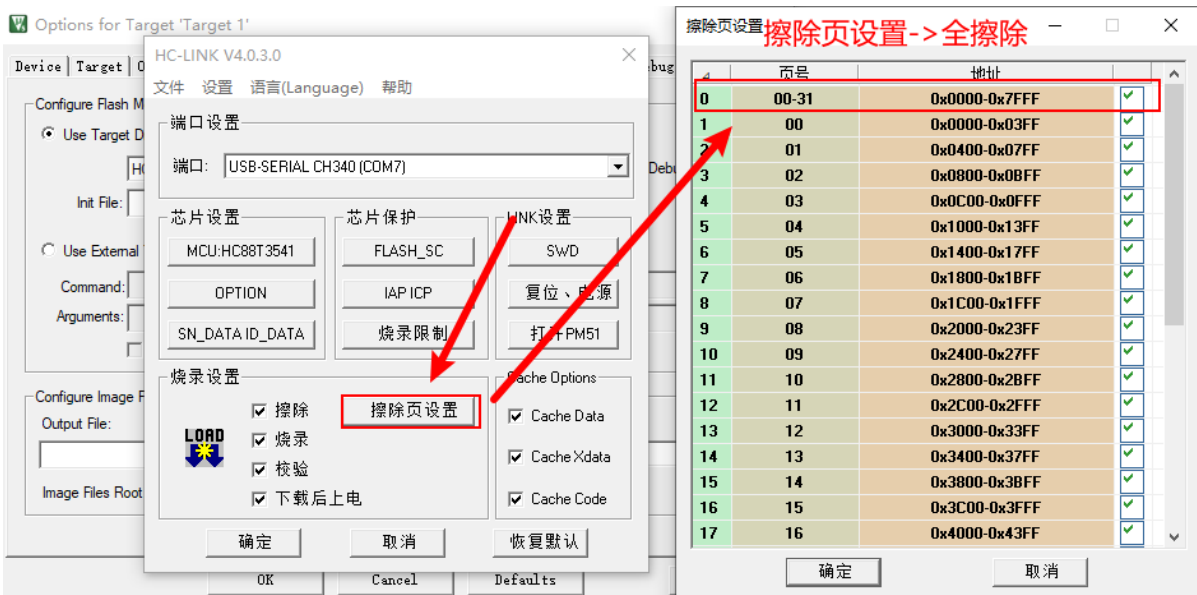 Options for Target 'Target 1'
Device
Target
Configure Flash M
Use Target D
HC
Init File:
Use External
Command:
Arguments:
Configure Image F
Output File:
Image Files Root
OK
Cancel
Defaults
bug
Debu
HC-LINK V4.0.3.0
文件 设置 语言(Language) 帮助
端口设置
端口: USB-SERIAL CH340 (COM7)
芯片设置
MCU:HC88T3541
OPTION
SN_DATA ID_DATA
芯片保护
FLASH_SC
IAP ICP
烧录限制
LINK设置
SWD
复位、电源
打开PM51
烧录设置
LOAD
擦除
烧录
校验
下载后上电
擦除页设置
Cache Options
Cache Data
Cache Xdata
Cache Code
确定
取消
恢复默认
擦除页设置
擦除页设置->全擦除
页号 地址
0 00-31 0x0000-0x7FFF
1 00 0x0000-0x03FF
2 01 0x0400-0x07FF
3 02 0x0800-0x0BFF
4 03 0x0C00-0x0FFF
5 04 0x1000-0x13FF
6 05 0x1400-0x17FF
7 06 0x1800-0x1BFF
8 07 0x1C00-0x1FFF
9 08 0x2000-0x23FF
10 09 0x2400-0x27FF
11 10 0x2800-0x2BFF
12 11 0x2C00-0x2FFF
13 12 0x3000-0x33FF
14 13 0x3400-0x37FF
15 14 0x3800-0x3BFF
16 15 0x3C00-0x3FFF
17 16 0x4000-0x43FF
确定
取消